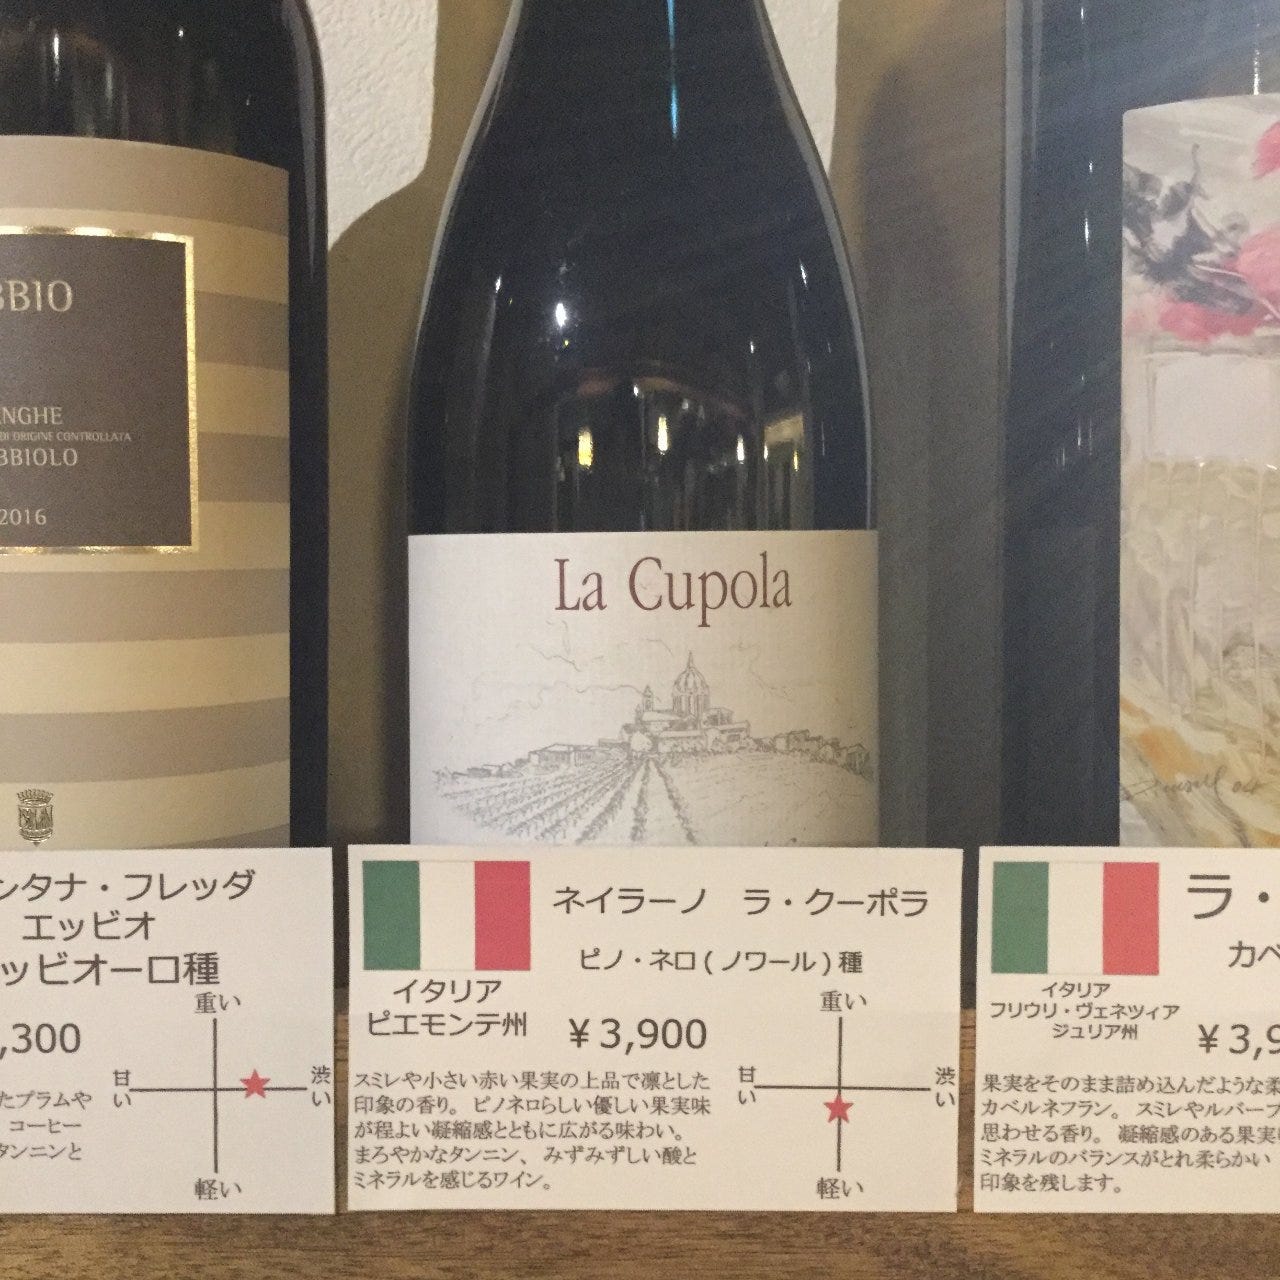 BBIO
ANGHE
DI ORIGINE CONTROLLATA
BBIOLO
2016
La Cupola
ンタナ・フレッダ
エッビオ
ッビオーロ種
,300
重い
甘い
渋い
軽い
たプラムや
コーヒー
タンニンと
ネイラーノ ラ・クーポラ
ピノ・ネロ(ノワール)種
イタリア
ピエモンテ州
¥3,900
重い
甘い
渋い
軽い
スミレや小さい赤い果実の上品で凛とした
印象の香り。ピノネロらしい優しい果実味
が程よい凝縮感とともに広がる味わい。
まろやかなタンニン、みずみずしい酸と
ミネラルを感じるワイン。
ラ・
カベ
イタリア
フリウリ・ヴェネツィア
ジュリア州
¥3,9
果実をそのまま詰め込んだような柔
カベルネフラン。スミレやルバーブ
思わせる香り。凝縮感のある果実
ミネラルのバランスがとれ柔らかい
印象を残します。